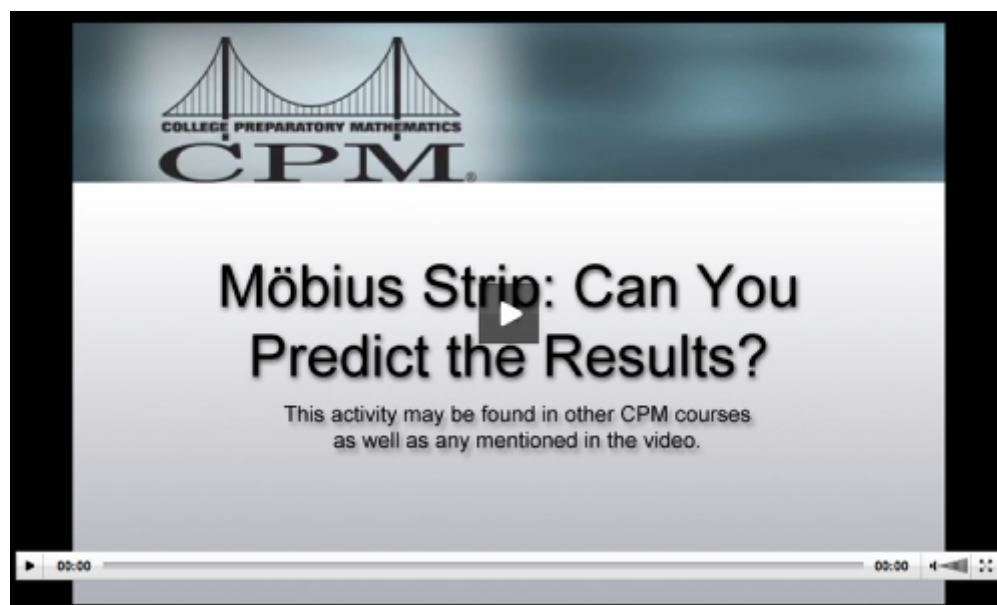 COLLEGE PREPARATORY MATHEMATICS
CPM®
Möbius Strip: Can You
Predict the Results?
This activity may be found in other CPM courses
as well as any mentioned in the video.
00:00 00:00